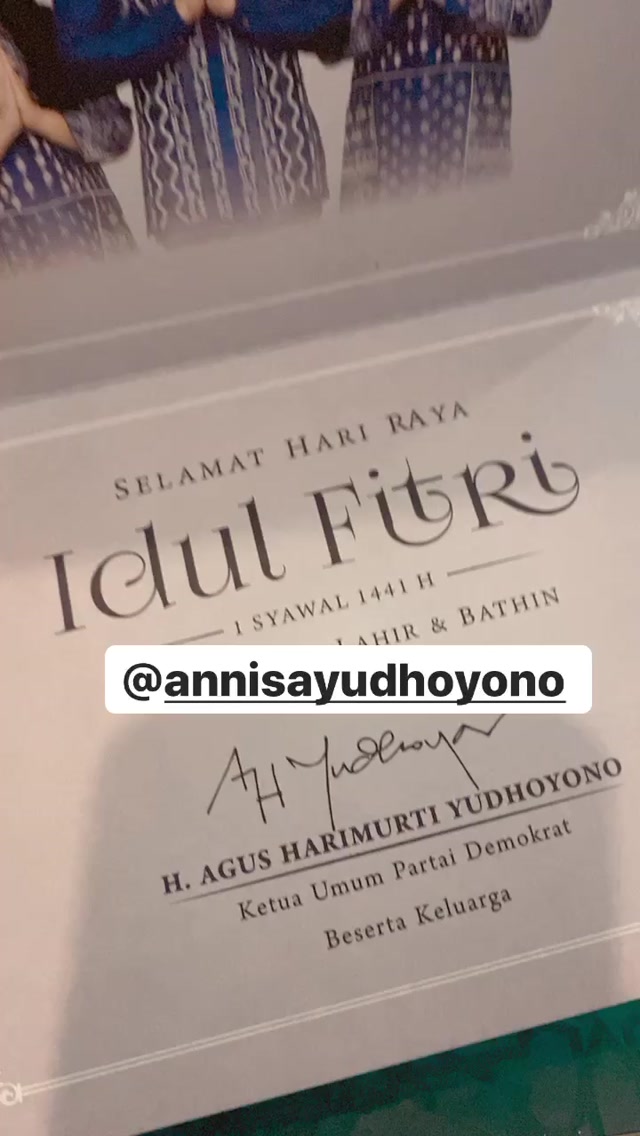 SELAMAT HARI RAYA
Idul Fitri
1 SYAWAL 1441 H
LAHIR & BATHIN
@annisayudhoyono
AHYudhoyono
H. AGUS HARIMURTI YUDHOYONO
Ketua Umum Partai Demokrat
Beserta Keluarga